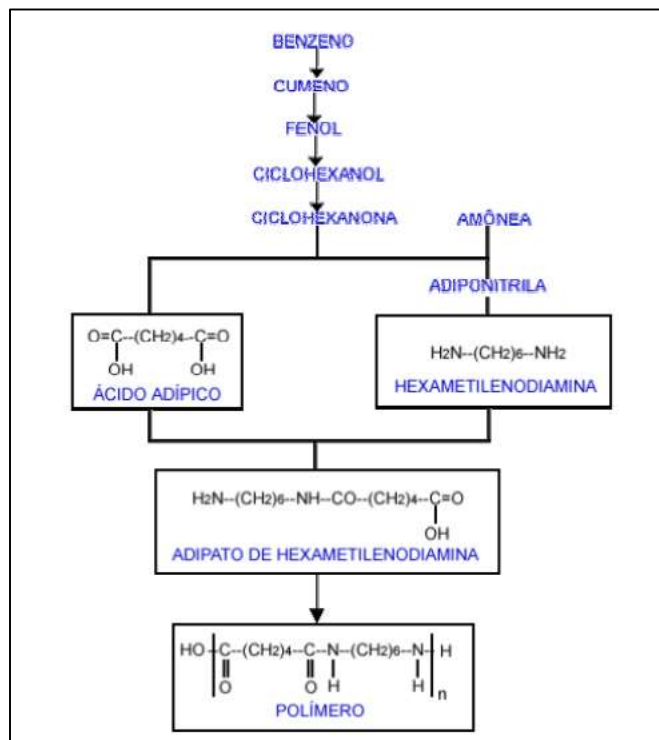 BENZENO
CUMENO
FENOL
CICLOHEXANOL
CICLOHEXANONA
AMÔNEA
ADIPONITRILA
O=C--(CH2)4--C=O
OH OH
ÁCIDO ADÍPICO
H2N--(CH2)6--NH2
HEXAMETILENODIAMINA
H2N--(CH2)6--NH--CO--(CH2)4--C=O
OH
ADIPATO DE HEXAMETILENODIAMINA
HO C--(CH2)4--C--N--(CH2)6--N H
O O H H n
POLÍMERO